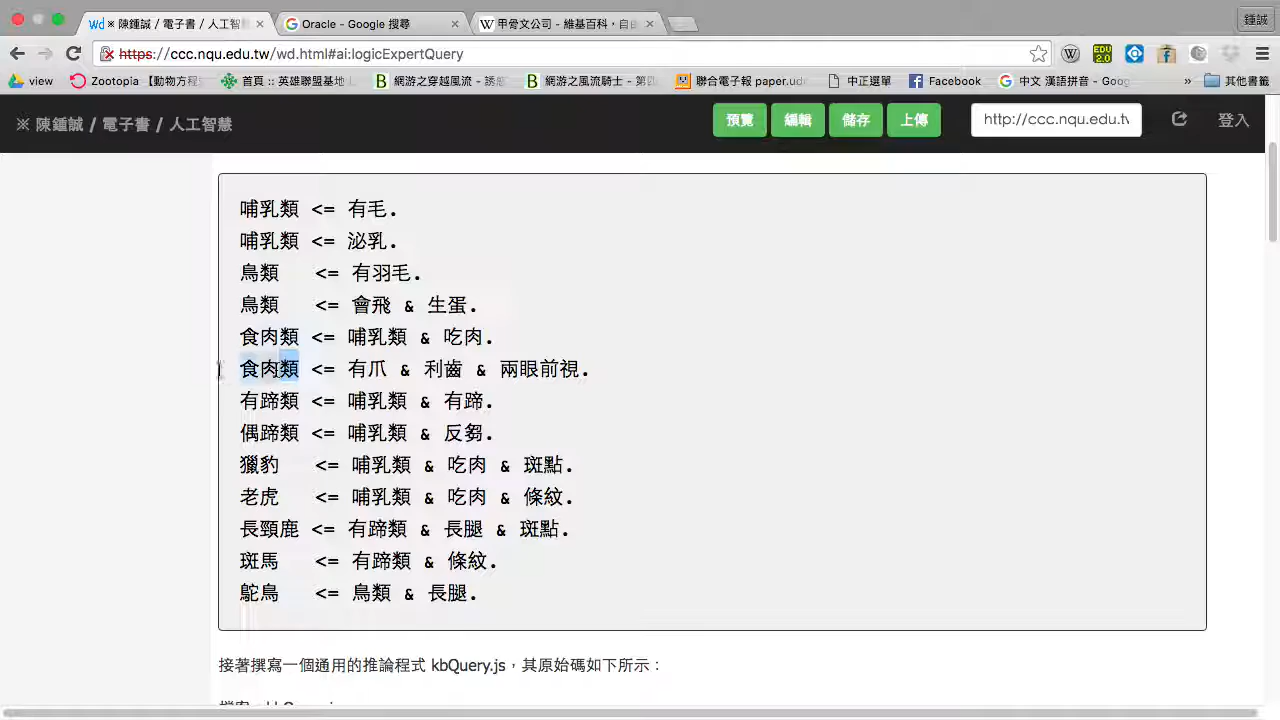 wd ※ 陳鍾誠 / 電子書 / 人工智
Oracle - Google 搜尋
W 甲骨文公司 - 維基百科，自由
鍾誠
https://ccc.nqu.edu.tw/wd.html#ai:logicExpertQuery
view
Zootopia 【動物方程
首頁 :: 英雄聯盟基地
網游之穿越風流 -
網游之風流騎士 - 第四
聯合電子報 paper.ud
中正選單
Facebook
中文 漢語拼音 - Goog
»
其他書籤
※ 陳鍾誠 / 電子書 / 人工智慧
預覽
編輯
儲存
上傳
http://ccc.nqu.edu.tv
登入
哺乳類 <= 有毛.
哺乳類 <= 泌乳.
鳥類 <= 有羽毛.
鳥類 <= 會飛 & 生蛋.
食肉類 <= 哺乳類 & 吃肉.
食肉類 <= 有爪 & 利齒 & 兩眼前視.
有蹄類 <= 哺乳類 & 有蹄.
偶蹄類 <= 哺乳類 & 反芻.
獵豹 <= 哺乳類 & 吃肉 & 斑點.
老虎 <= 哺乳類 & 吃肉 & 條紋.
長頸鹿 <= 有蹄類 & 長腿 & 斑點.
斑馬 <= 有蹄類 & 條紋.
鴕鳥 <= 鳥類 & 長腿.
接著撰寫一個通用的推論程式 kbQuery.js，其原始碼如下所示：